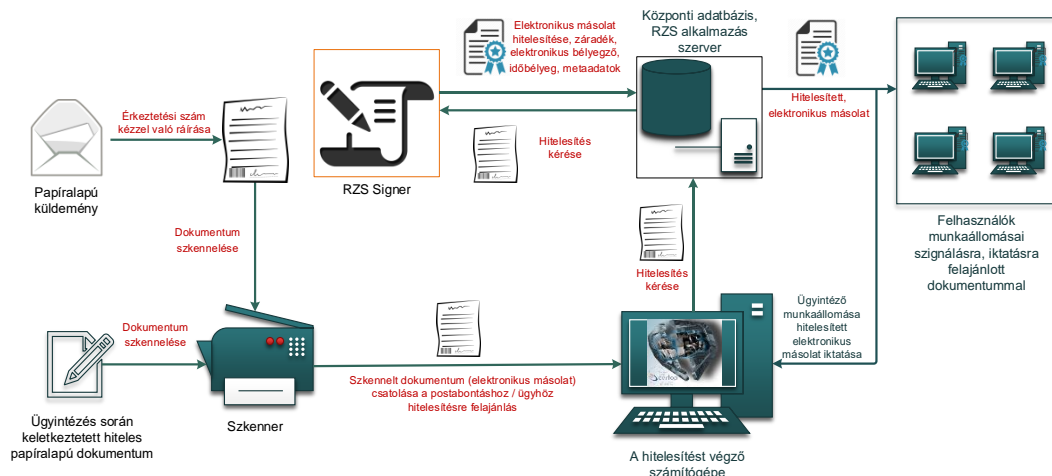 Elektronikus másolat
hitelesítése, záradék,
elektronikus bélyegző,
időbélyeg, metaadatok
Központi adatbázis,
RZS alkalmazás
szerver
Érkeztetési szám
kézzel való ráírása
Papíralapú
küldemény
RZS Signer
Hitelesítés
kérése
Hitelesített,
elektronikus másolat
Felhasználók
munkaállomásai
szignálásra, iktatásra
felajánlott
dokumentummal
Dokumentum
szkennelése
Hitelesítés
kérése
Dokumentum
szkennelése
Ügyintézés során
keletkeztetett hiteles
papíralapú dokumentum
Szkenner
Szkennelt dokumentum (elektronikus másolat)
csatolása a postabontáshoz / ügyhöz
hitelesítésre felajánlás
Ügyintéző
munkaállomása
hitelesített
elektronikus
másolat iktatása
A hitelesítést végző
számítógépe